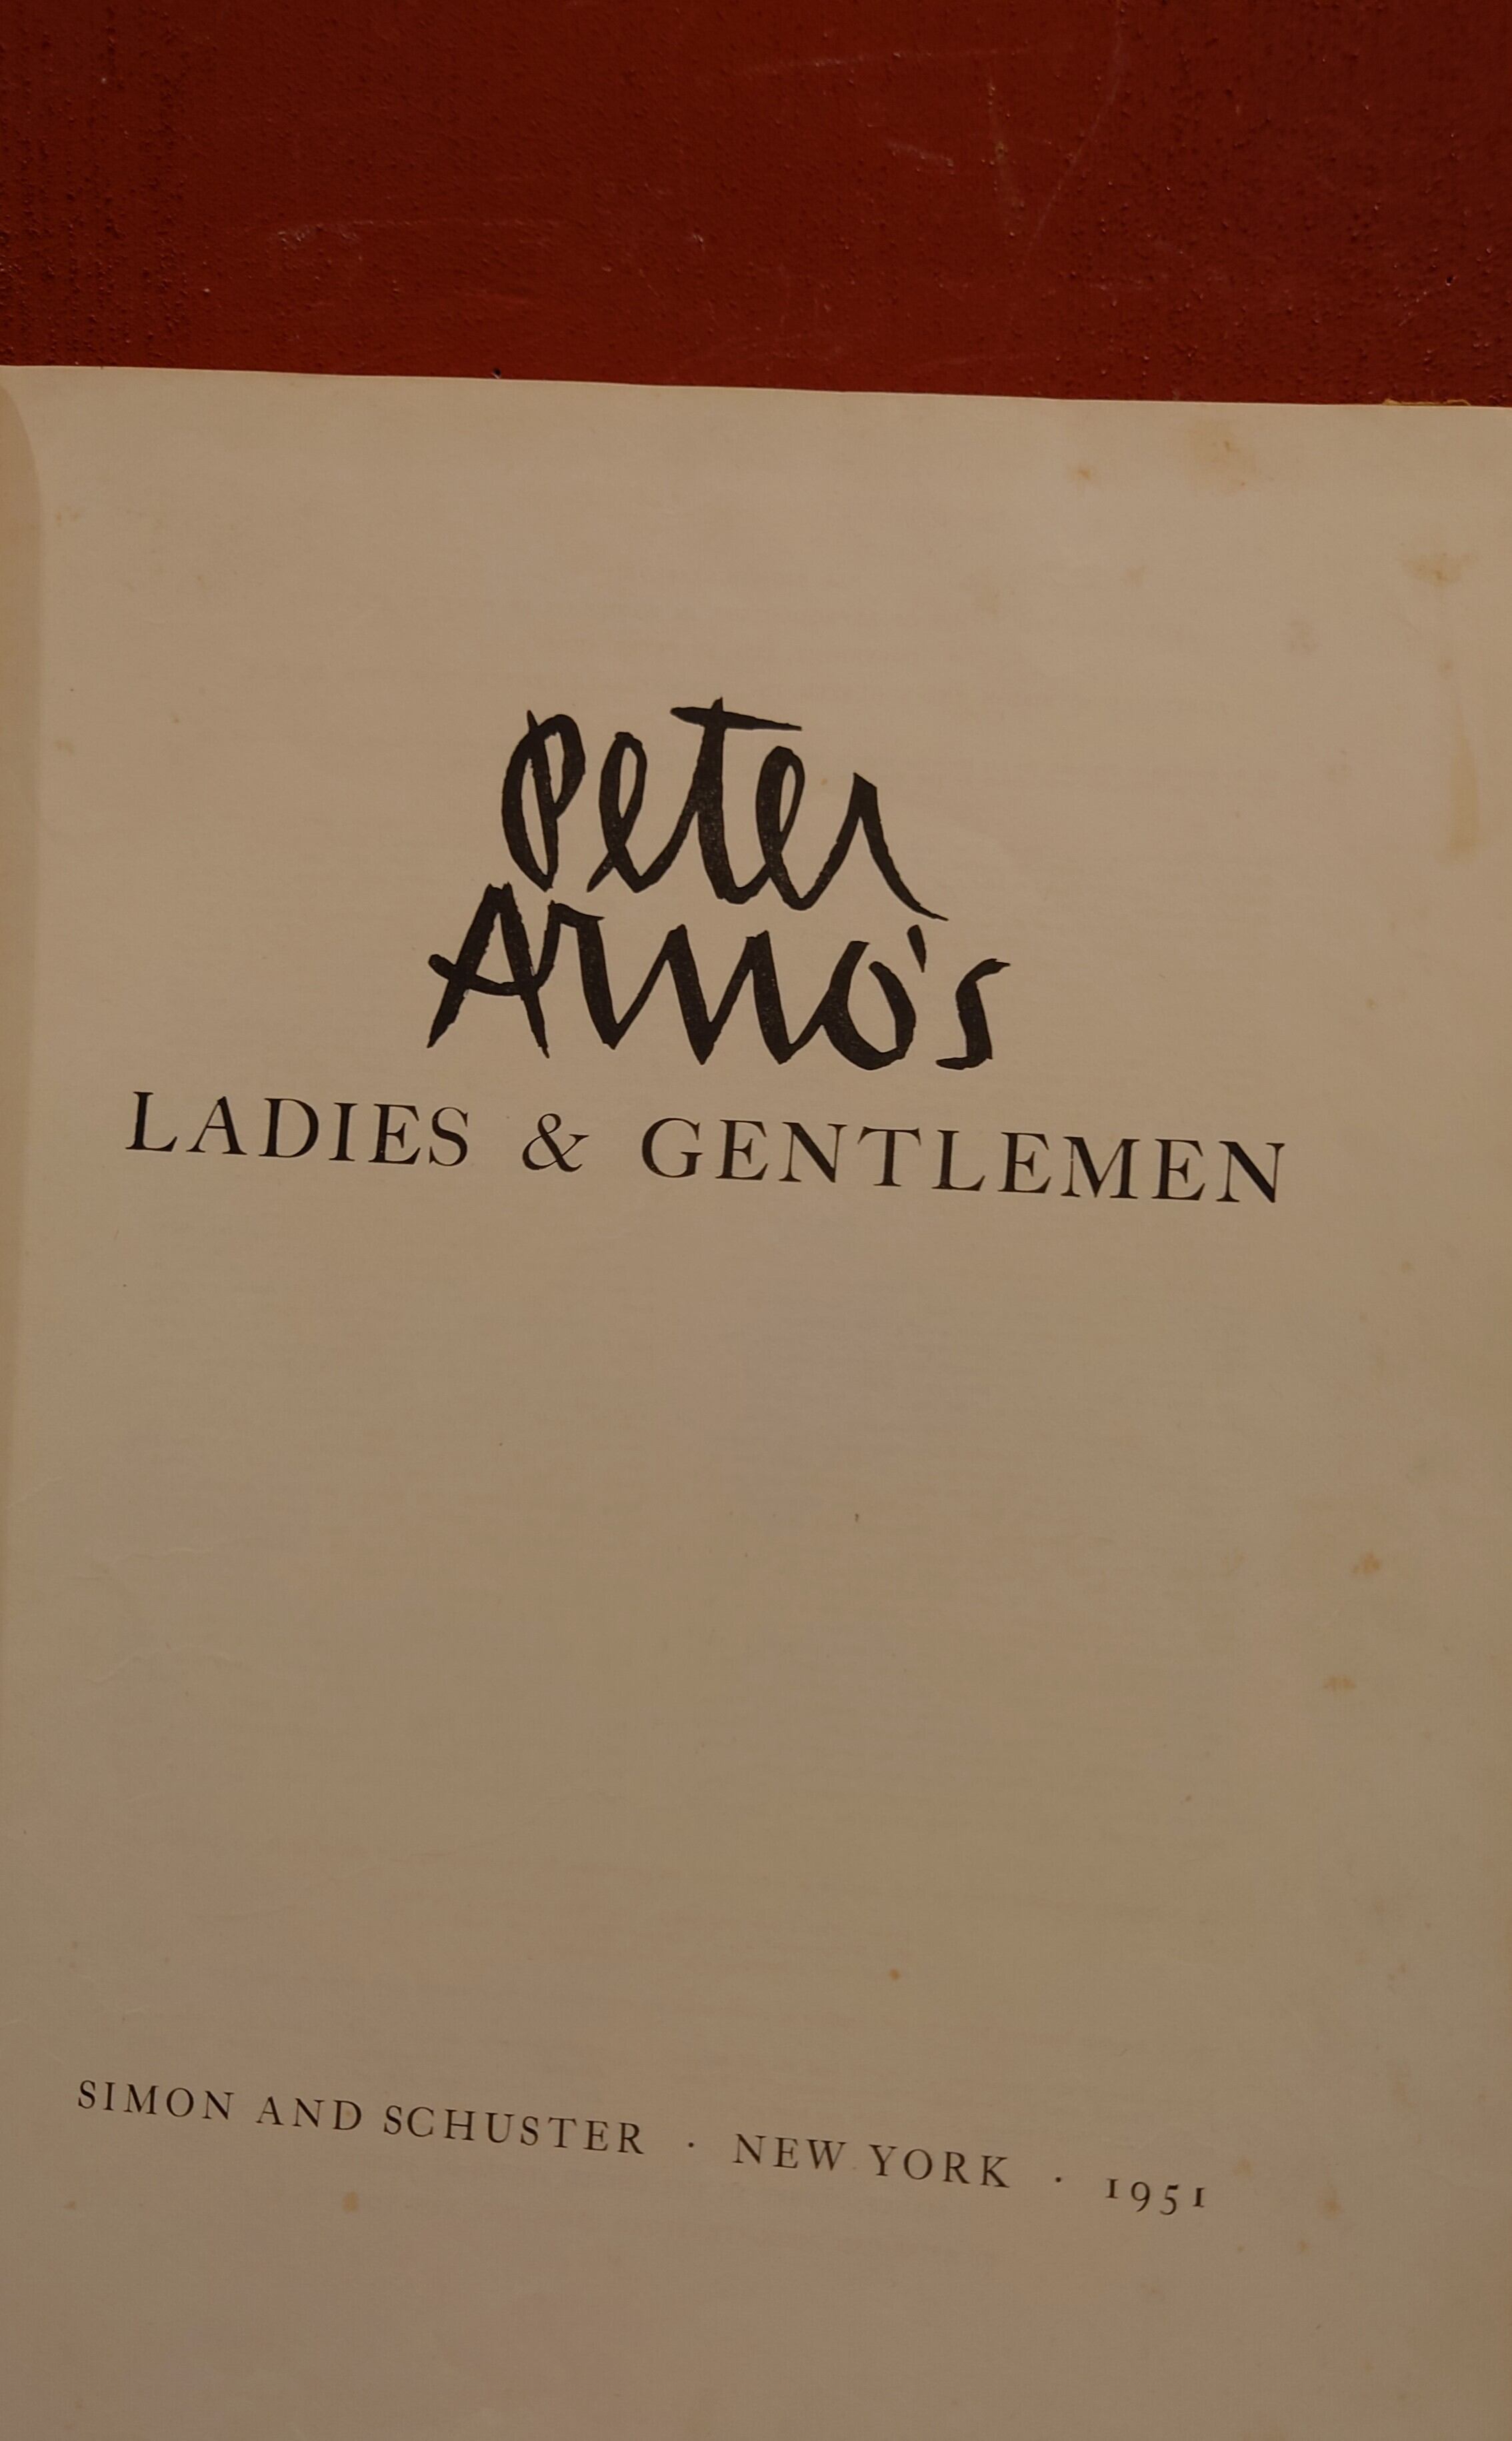 Peter
Arno's
LADIES & GENTLEMEN
SIMON AND SCHUSTER · NEW YORK · 1951